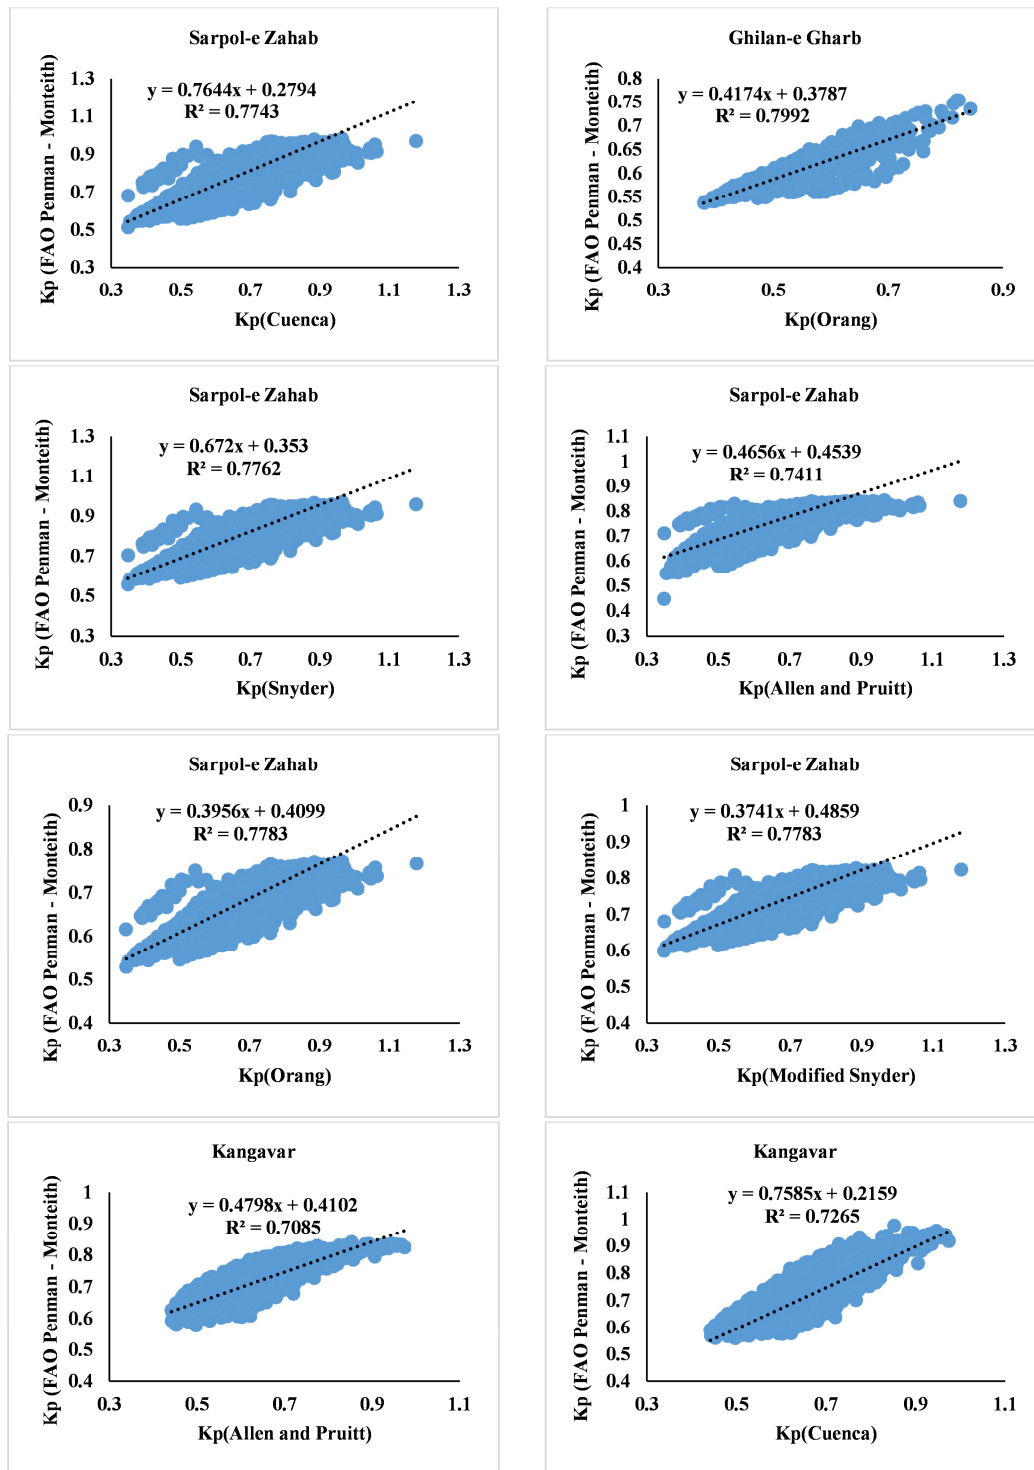 Sarpol-e Zahab
Kp (FAO Penman - Monteith)
y = 0.7644x + 0.2794
R² = 0.7743
1.3
1.1
0.9
0.7
0.5
0.3
0.3 0.5 0.7 0.9 1.1 1.3
Kp(Cuenca)
Ghilan-e Gharb
Kp (FAO Penman - Monteith)
y = 0.4174x + 0.3787
R² = 0.7992
0.8
0.75
0.7
0.65
0.6
0.55
0.5
0.45
0.4
0.3 0.5 0.7 0.9
Kp(Orang)
Sarpol-e Zahab
Kp (FAO Penman - Monteith)
y = 0.672x + 0.353
R² = 0.7762
1.3
1.1
0.9
0.7
0.5
0.3
0.3 0.5 0.7 0.9 1.1 1.3
Kp(Snyder)
Sarpol-e Zahab
Kp (FAO Penman - Monteith)
y = 0.4656x + 0.4539
R² = 0.7411
1.1
1
0.9
0.8
0.7
0.6
0.5
0.4
0.3
0.3 0.5 0.7 0.9 1.1 1.3
Kp(Allen and Pruitt)
Sarpol-e Zahab
Kp (FAO Penman - Monteith)
y = 0.3956x + 0.4099
R² = 0.7783
0.9
0.8
0.7
0.6
0.5
0.4
0.3 0.5 0.7 0.9 1.1 1.3
Kp(Orang)
Sarpol-e Zahab
Kp (FAO Penman - Monteith)
y = 0.3741x + 0.4859
R² = 0.7783
1
0.9
0.8
0.7
0.6
0.5
0.4
0.3 0.5 0.7 0.9 1.1 1.3
Kp(Modified Snyder)
Kangavar
Kp (FAO Penman - Monteith)
y = 0.4798x + 0.4102
R² = 0.7085
1
0.9
0.8
0.7
0.6
0.5
0.4
0.3 0.5 0.7 0.9 1.1
Kp(Allen and Pruitt)
Kangavar
Kp (FAO Penman - Monteith)
y = 0.7585x + 0.2159
R² = 0.7265
1.1
1
0.9
0.8
0.7
0.6
0.5
0.4
0.3 0.5 0.7 0.9 1.1
Kp(Cuenca)